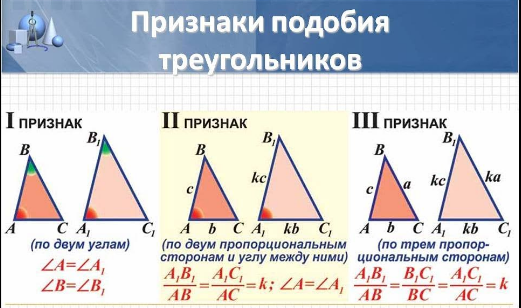 Признаки подобия
треугольников
I ПРИЗНАК
B
B₁
A
C
A₁
C₁
(по двум углам)
∠A=∠A₁
∠B=∠B₁
II ПРИЗНАК
B
B₁
c
kc
A
b
C
A₁
kb
C₁
(по двум пропорциональным
сторонам и углу между ними)
A₁B₁/AB = A₁C₁/AC = k; ∠A=∠A₁
III ПРИЗНАК
B
B₁
c
a
kc
ka
A
b
C
A₁
kb
C₁
(по трем пропор-
циональным сторонам)
A₁B₁/AB = B₁C₁/BC = A₁C₁/AC = k